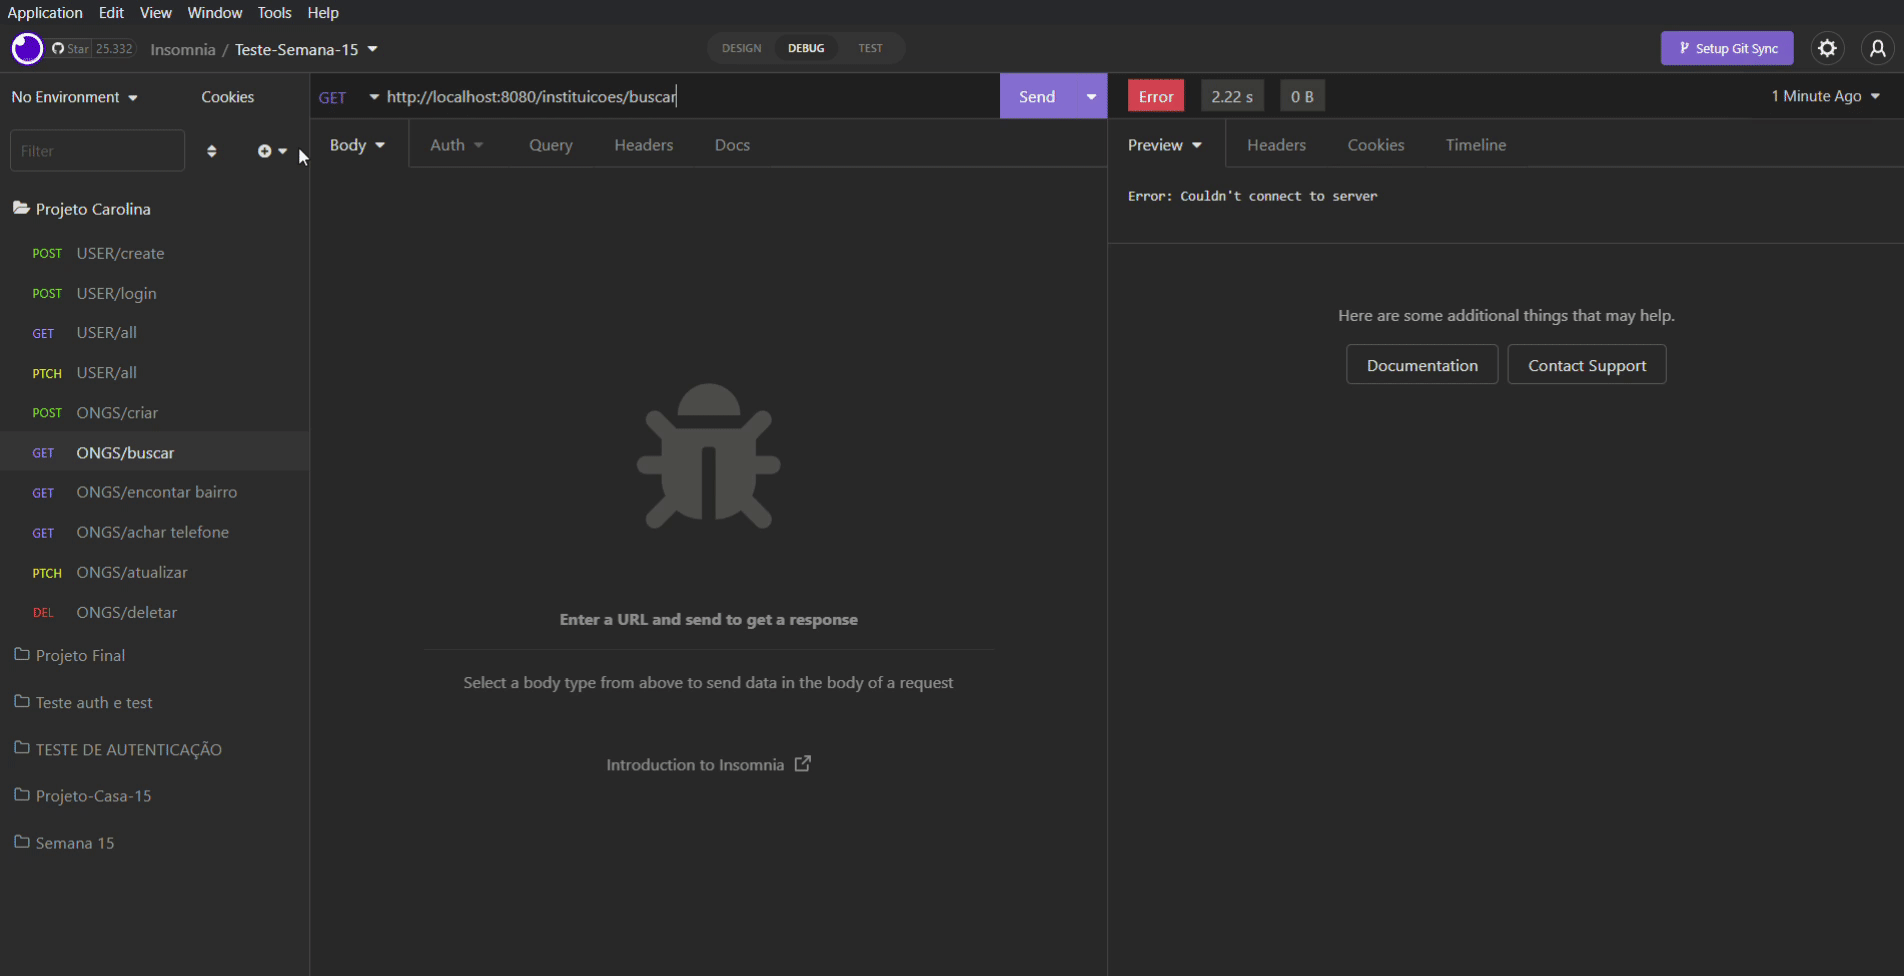 Application Edit View Window Tools Help
Star 25.332 Insomnia / Teste-Semana-15 DESIGN DEBUG TEST Setup Git Sync
No Environment Cookies GET http://localhost:8080/instituicoes/buscar Send Error 2.22 s 0 B 1 Minute Ago
Filter
Body Auth Query Headers Docs Preview Headers Cookies Timeline
Error: Couldn't connect to server
Projeto Carolina
POST USER/create
POST USER/login
GET USER/all
PTCH USER/all
POST ONGS/criar
GET ONGS/buscar
GET ONGS/encontar bairro
GET ONGS/achar telefone
PTCH ONGS/atualizar
DEL ONGS/deletar
Projeto Final
Teste auth e test
TESTE DE AUTENTICAÇÃO
Projeto-Casa-15
Semana 15
Enter a URL and send to get a response
Select a body type from above to send data in the body of a request
Introduction to Insomnia
Here are some additional things that may help.
Documentation Contact Support